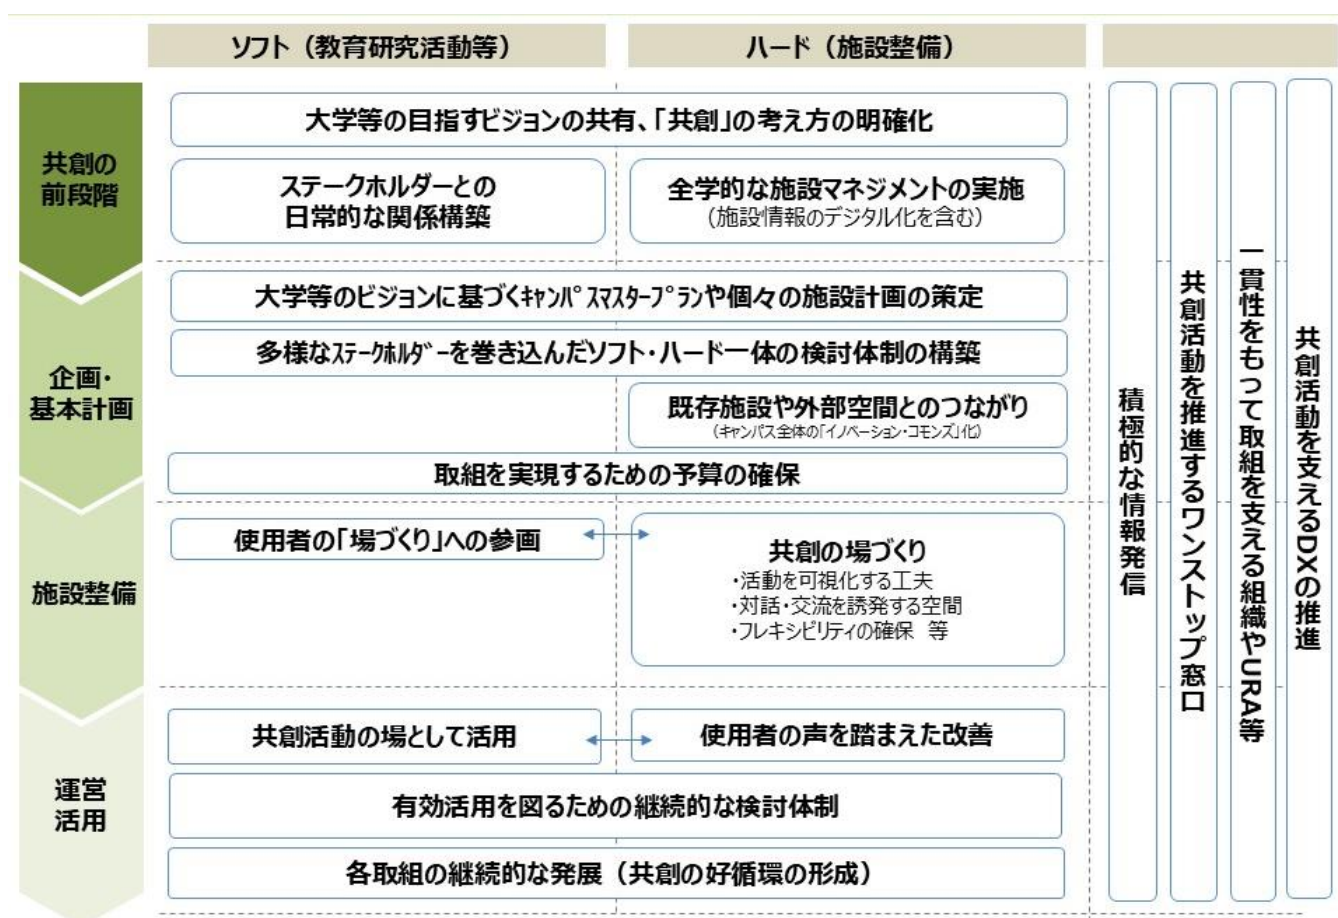 ソフト（教育研究活動等）
ハード（施設整備）
共創の
前段階
大学等の目指すビジョンの共有、「共創」の考え方の明確化
ステークホルダーとの
日常的な関係構築
全学的な施設マネジメントの実施
（施設情報のデジタル化を含む）
企画・
基本計画
大学等のビジョンに基づくｷｬﾝﾊﾟｽﾏｽﾀｰﾌﾟﾗﾝや個々の施設計画の策定
多様なｽﾃｰｸﾎﾙﾀﾞｰを巻き込んだソフト・ハード一体の検討体制の構築
既存施設や外部空間とのつながり
（キャンパス全体の「イノベーション・コモンズ」化）
取組を実現するための予算の確保
施設整備
使用者の「場づくり」への参画
共創の場づくり
・活動を可視化する工夫
・対話・交流を誘発する空間
・フレキシビリティの確保　等
運営
活用
共創活動の場として活用
使用者の声を踏まえた改善
有効活用を図るための継続的な検討体制
各取組の継続的な発展（共創の好循環の形成）
積極的な情報発信
共創活動を推進するワンストップ窓口
一貫性をもつて取組を支える組織やURA等
共創活動を支えるDXの推進